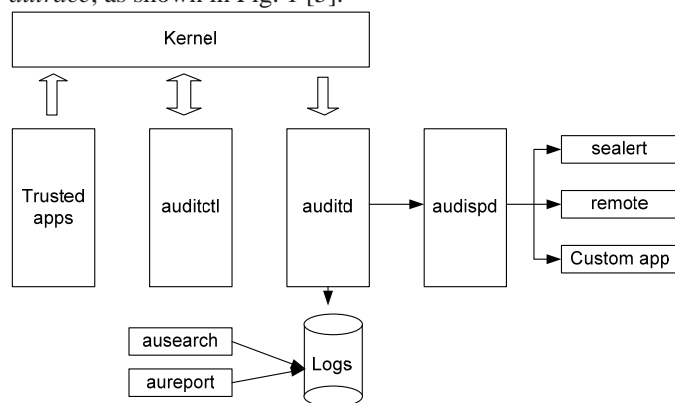 as shown in Fig. 1 [5].
Kernel
Trusted
apps
auditctl
auditd
audispd
sealert
remote
Custom app
ausearch
aureport
Logs